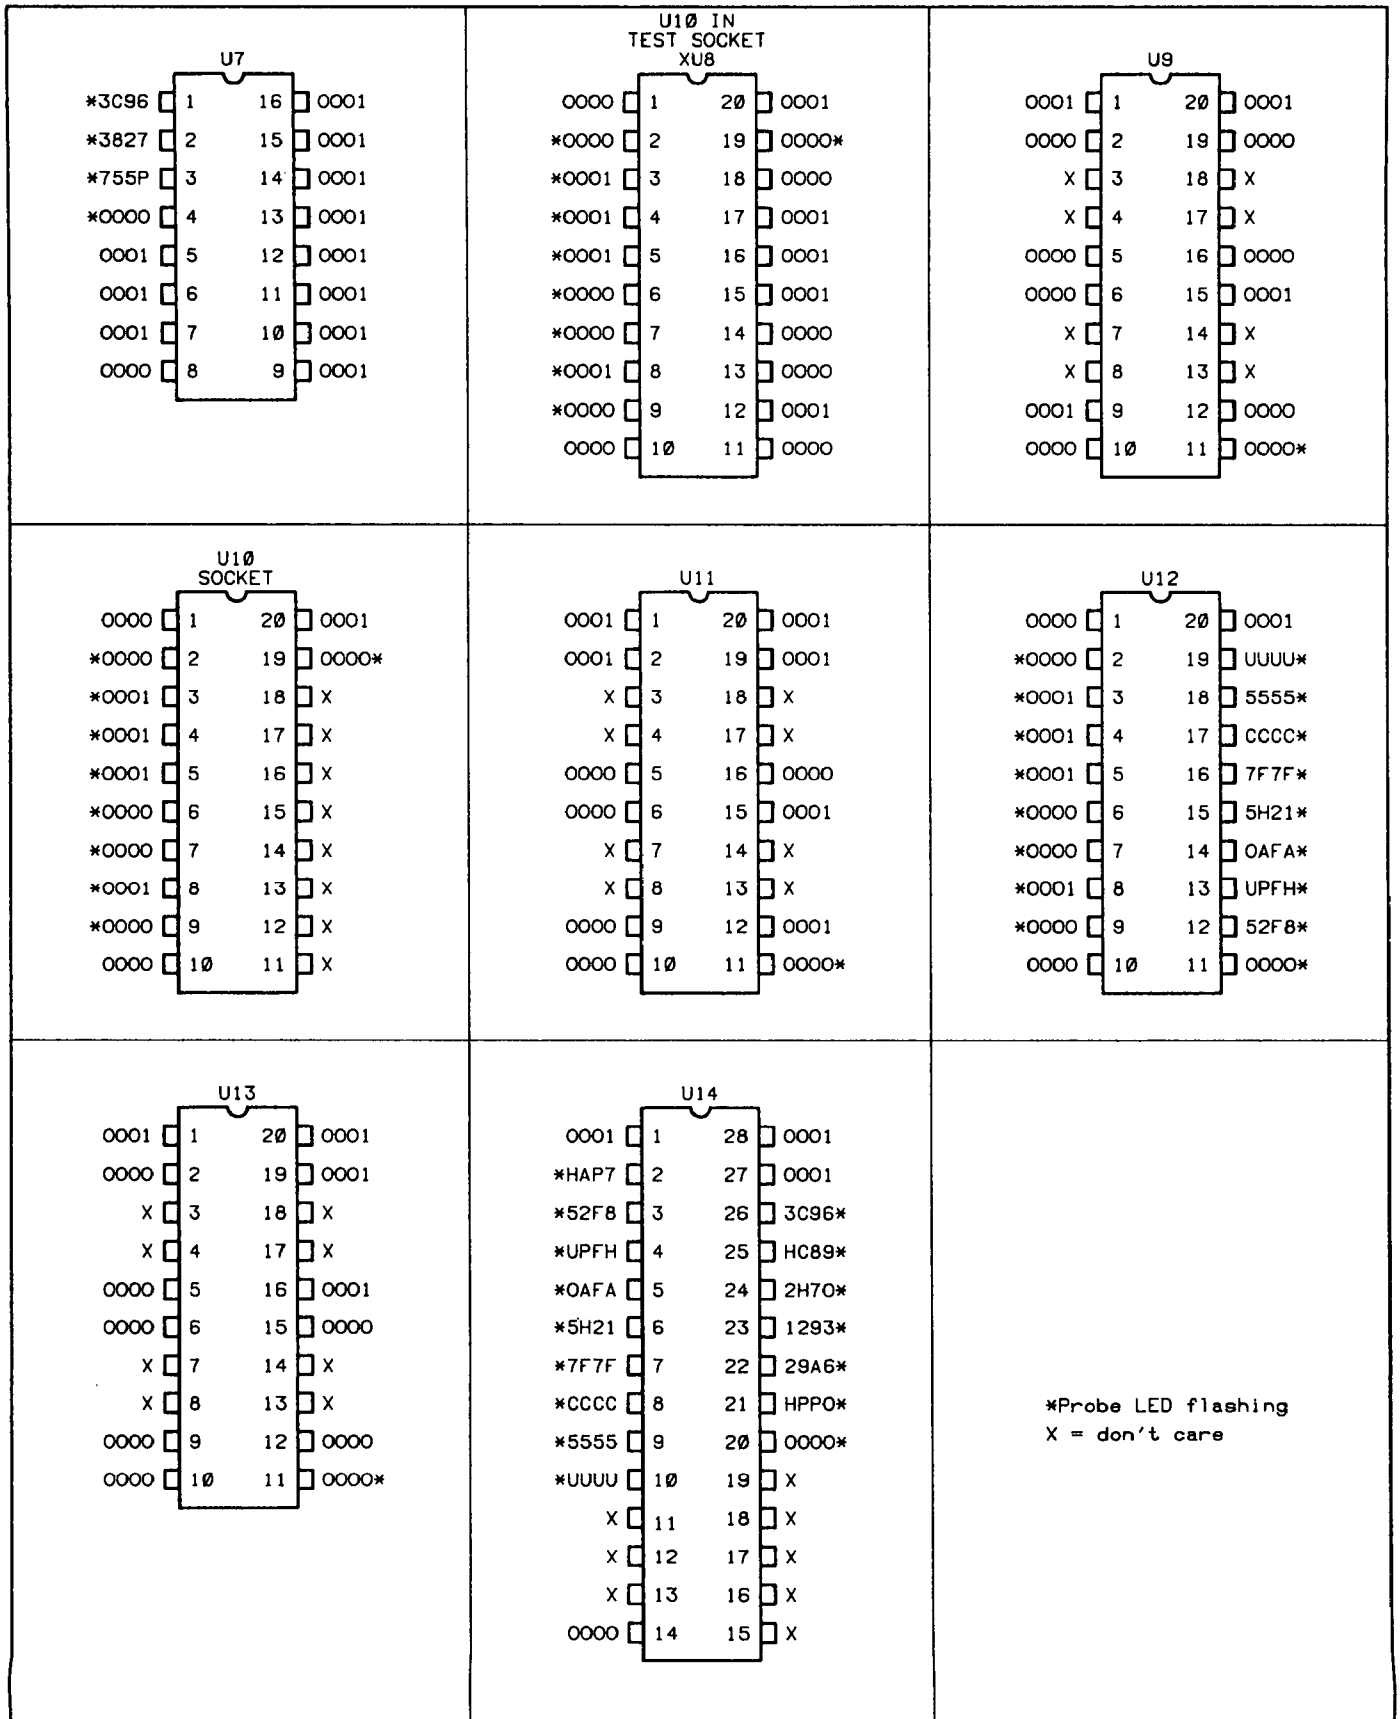 U7
*3C96 1 16 0001
*3827 2 15 0001
*755P 3 14 0001
*0000 4 13 0001
0001 5 12 0001
0001 6 11 0001
0001 7 10 0001
0000 8 9 0001
U10 IN
TEST SOCKET
XU8
0000 1 20 0001
*0000 2 19 0000*
*0001 3 18 0000
*0001 4 17 0001
*0001 5 16 0001
*0000 6 15 0001
*0000 7 14 0000
*0001 8 13 0000
*0000 9 12 0001
0000 10 11 0000
U9
0001 1 20 0001
0000 2 19 0000
X 3 18 X
X 4 17 X
0000 5 16 0000
0000 6 15 0001
X 7 14 X
X 8 13 X
0001 9 12 0000
0000 10 11 0000*
U10
SOCKET
0000 1 20 0001
*0000 2 19 0000*
*0001 3 18 X
*0001 4 17 X
*0001 5 16 X
*0000 6 15 X
*0000 7 14 X
*0001 8 13 X
*0000 9 12 X
0000 10 11 X
U11
0001 1 20 0001
0001 2 19 0001
X 3 18 X
X 4 17 X
0000 5 16 0000
0000 6 15 0001
X 7 14 X
X 8 13 X
0000 9 12 0001
0000 10 11 0000*
U12
0000 1 20 0001
*0000 2 19 UUUU*
*0001 3 18 5555*
*0001 4 17 CCCC*
*0001 5 16 7F7F*
*0000 6 15 5H21*
*0000 7 14 0AFA*
*0001 8 13 UPFH*
*0000 9 12 52F8*
0000 10 11 0000*
U13
0001 1 20 0001
0000 2 19 0001
X 3 18 X
X 4 17 X
0000 5 16 0001
0000 6 15 0000
X 7 14 X
X 8 13 X
0000 9 12 0000
0000 10 11 0000*
U14
0001 1 28 0001
*HAP7 2 27 0001
*52F8 3 26 3C96*
*UPFH 4 25 HC89*
*0AFA 5 24 2H70*
*5H21 6 23 1293*
*7F7F 7 22 29A6*
*CCCC 8 21 HPP0*
*5555 9 20 0000*
*UUUU 10 19 X
X 11 18 X
X 12 17 X
X 13 16 X
0000 14 15 X
*Probe LED flashing
X = don't care